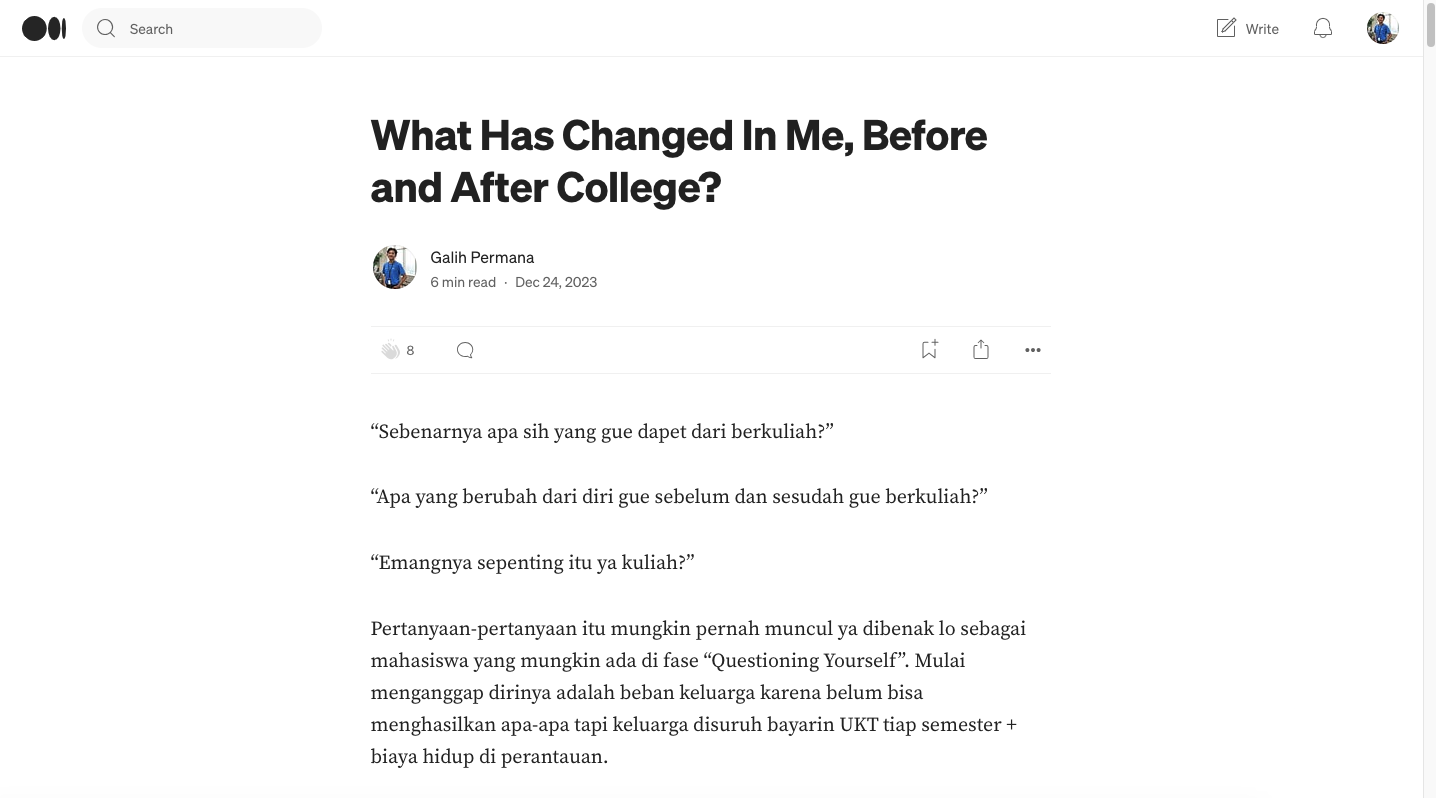 Search
Write
What Has Changed In Me, Before
and After College?
Galih Permana
6 min read · Dec 24, 2023
8
“Sebenarnya apa sih yang gue dapet dari berkuliah?”
“Apa yang berubah dari diri gue sebelum dan sesudah gue berkuliah?”
“Emangnya sepenting itu ya kuliah?”
Pertanyaan-pertanyaan itu mungkin pernah muncul ya dibenak lo sebagai
mahasiswa yang mungkin ada di fase “Questioning Yourself”. Mulai
menganggap dirinya adalah beban keluarga karena belum bisa
menghasilkan apa-apa tapi keluarga disuruh bayarin UKT tiap semester +
biaya hidup di perantauan.